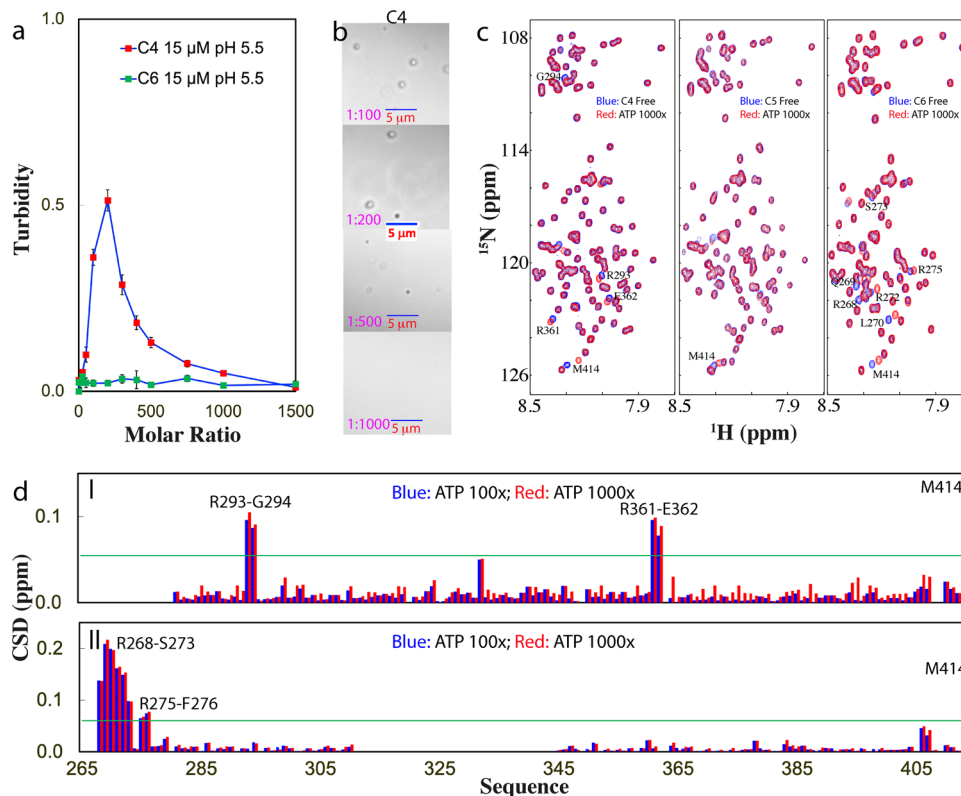 a
1.0
0.5
0.0
Turbidity
C4 15 µM pH 5.5
C6 15 µM pH 5.5
0
500
1000
1500
Molar Ratio
b
C4
1:100
5 µm
1:200
5 µm
1:500
5 µm
1:1000
5 µm
c
108
114
120
126
15N (ppm)
G294
Blue: C4 Free
Red: ATP 1000x
R293
E362
R361
M414
8.5
7.9
Blue: C5 Free
Red: ATP 1000x
M414
8.5
7.9
Blue: C6 Free
Red: ATP 1000x
S273
R275
Q269
R272
R268
L270
M414
8.5
7.9
1H (ppm)
d
I
Blue: ATP 100x; Red: ATP 1000x
M414
R293-G294
R361-E362
0.1
0.0
CSD (ppm)
II
Blue: ATP 100x; Red: ATP 1000x
R268-S273
M414
R275-F276
0.2
0.1
0.0
265
285
305
325
345
365
385
405
Sequence